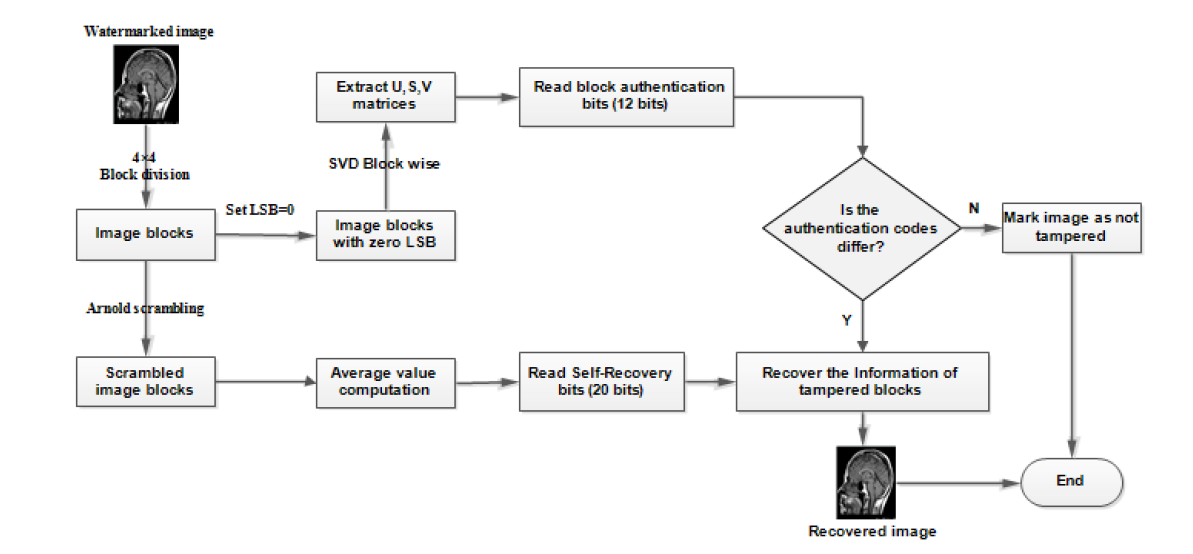 Watermarked image
4×4
Block division
Image blocks
Set LSB=0
Image blocks
with zero LSB
SVD Block wise
Extract U,S,V
matrices
Read block authentication
bits (12 bits)
Is the
authentication codes
differ?
N
Mark image as not
tampered
Y
Arnold scrambling
Scrambled
image blocks
Average value
computation
Read Self-Recovery
bits (20 bits)
Recover the Information of
tampered blocks
Recovered image
End